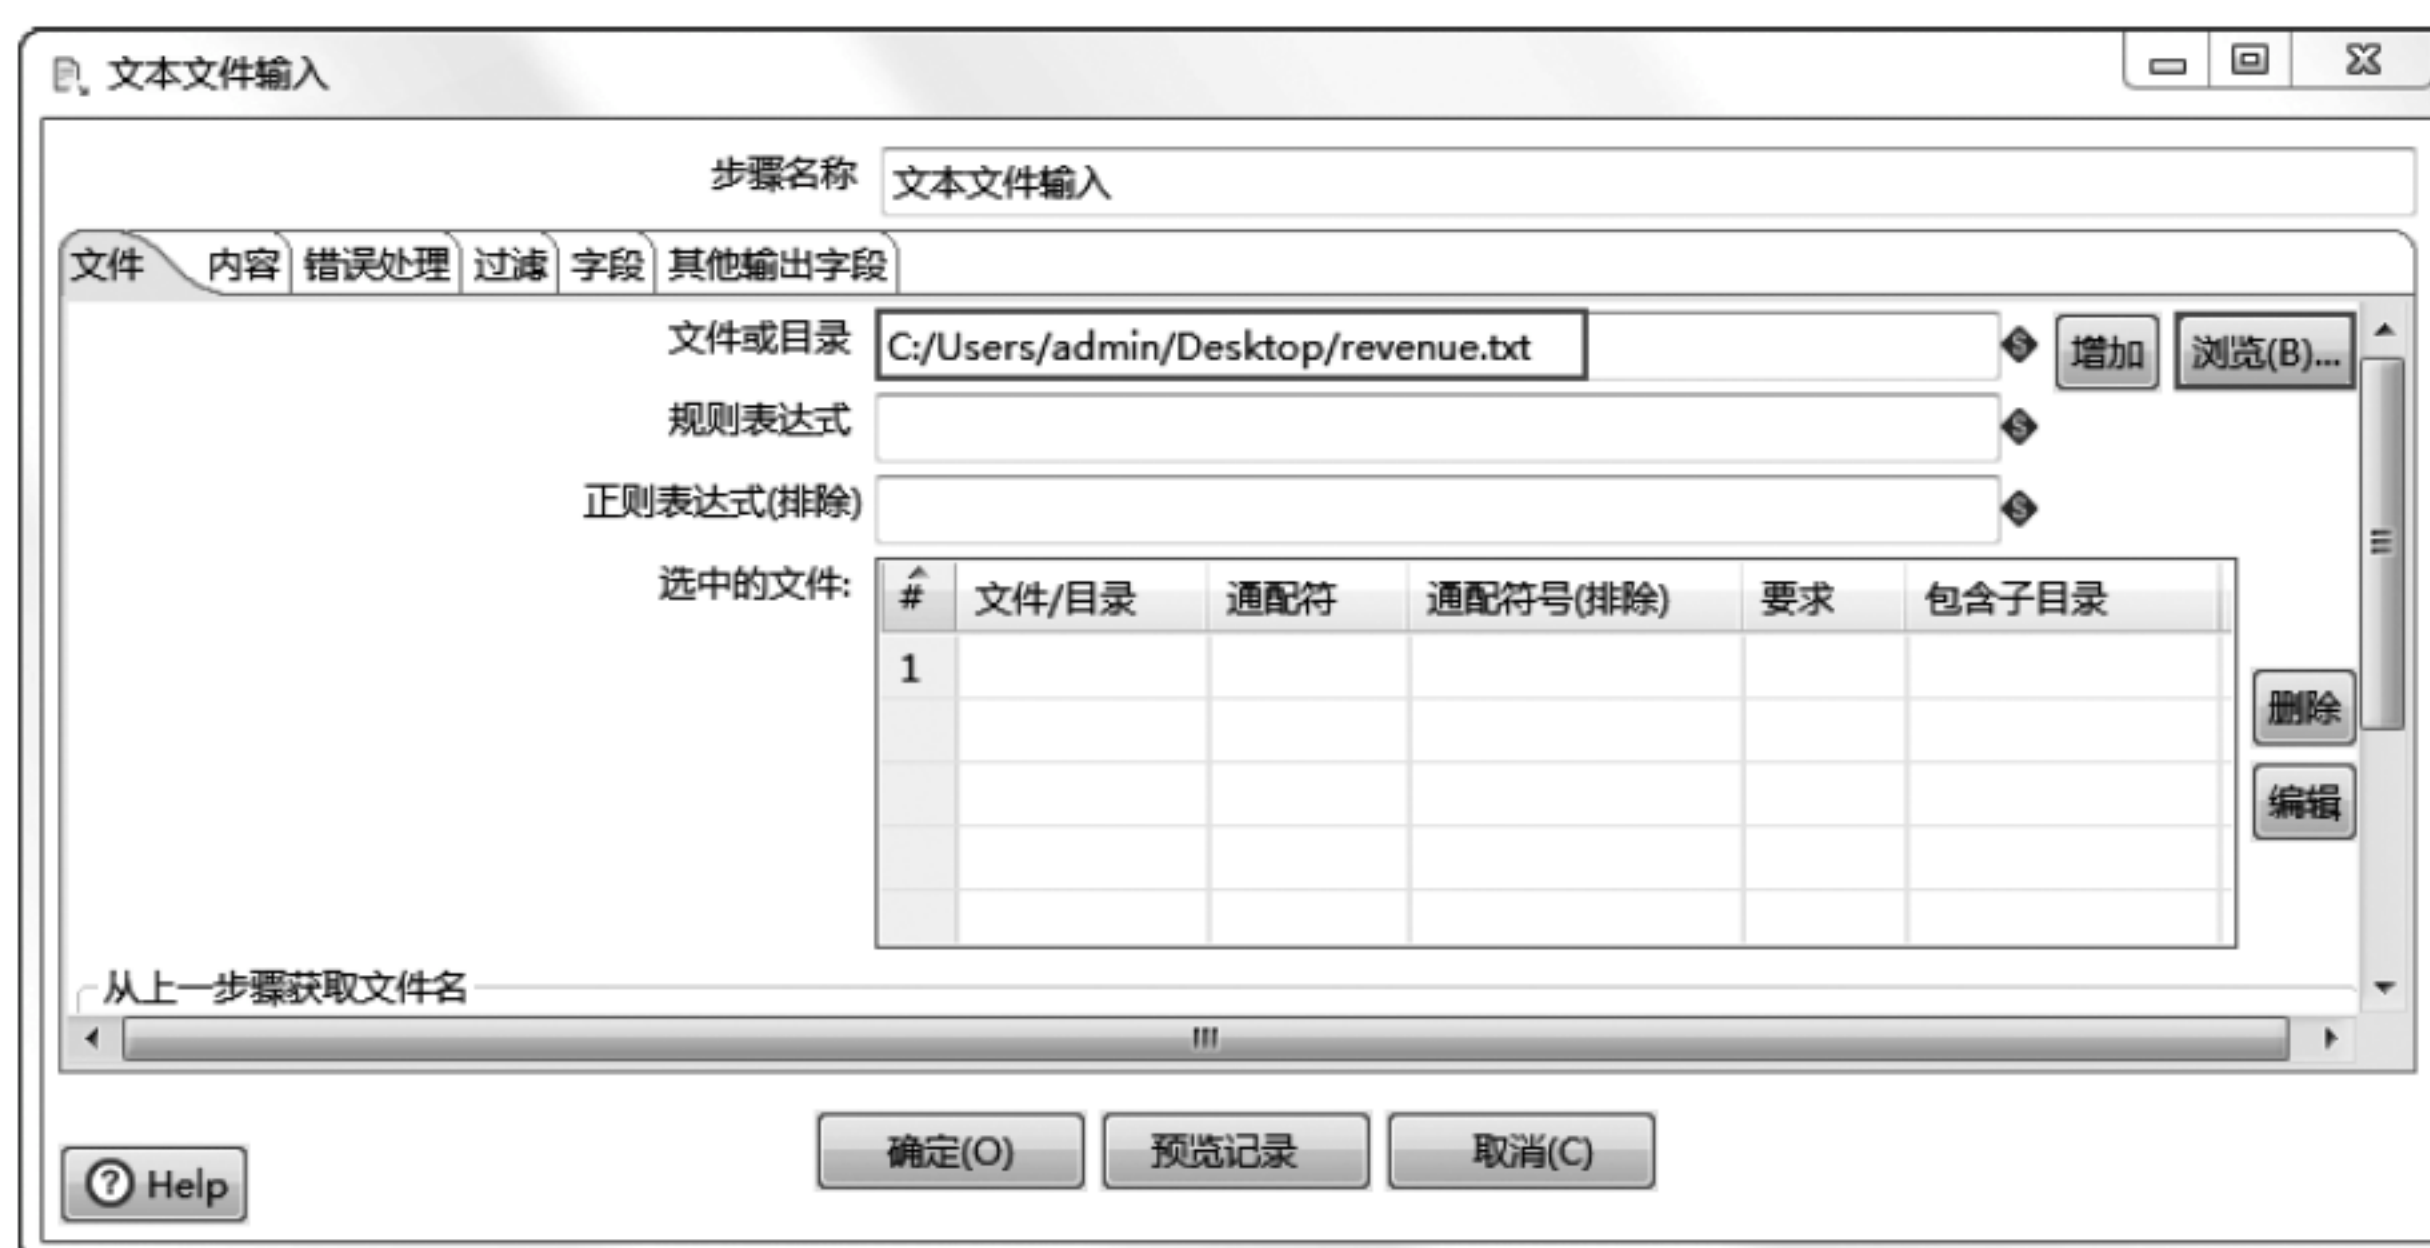 文本文件输入
步骤名称 文本文件输入
文件 内容 错误处理 过滤 字段 其他输出字段
文件或目录 C:/Users/admin/Desktop/revenue.txt S 增加 浏览(B)...
规则表达式 S
正则表达式(排除) S
选中的文件: # 文件/目录 通配符 通配符号(排除) 要求 包含子目录
1
删除
编辑
从上一步骤获取文件名
确定(O) 预览记录 取消(C)
? Help